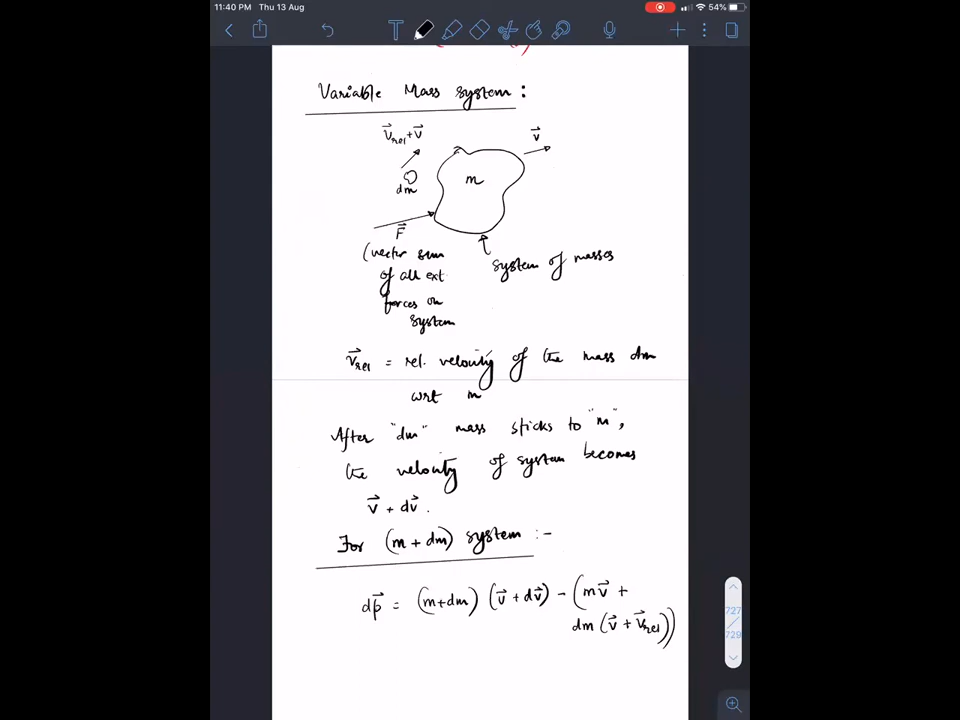 11:40 PM Thu 13 Aug
54%
Variable Mass system :
v⃗rel + v⃗
v⃗
dm
m
F⃗
(vector sum
of all ext
forces on
system
system of masses
v⃗rel = rel. velocity of the mass dm
wrt m
After "dm" mass sticks to "m",
the velocity of system becomes
v⃗ + dv⃗.
For (m + dm) system :-
dp⃗ = (m+dm) (v⃗ + dv⃗) - (mv⃗ +
dm (v⃗ + v⃗rel))
727
729